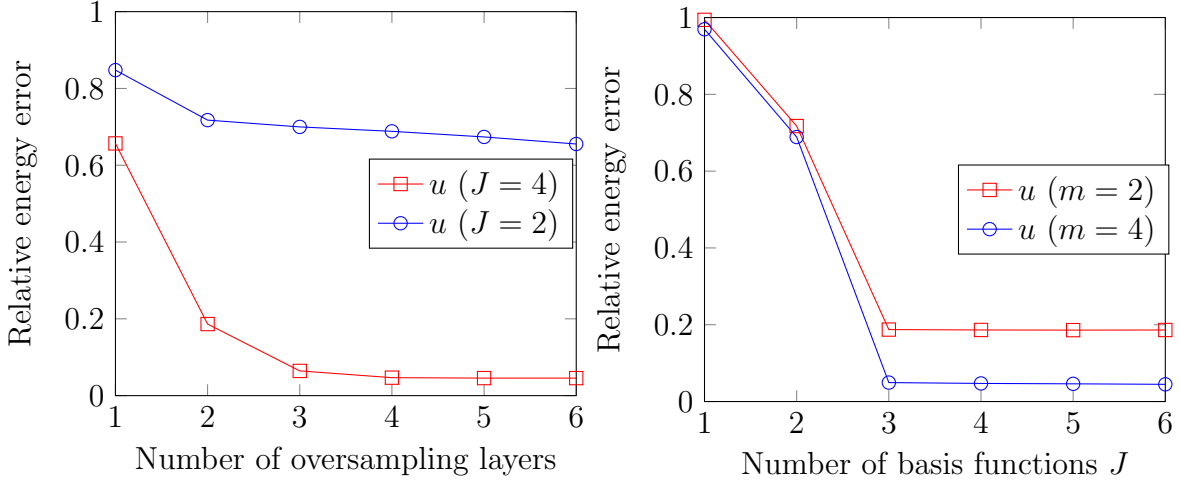 Relative energy error
1
0.8
0.6
0.4
0.2
0
u (J = 4)
u (J = 2)
1 2 3 4 5 6
Number of oversampling layers
Relative energy error
1
0.8
0.6
0.4
0.2
0
u (m = 2)
u (m = 4)
1 2 3 4 5 6
Number of basis functions J